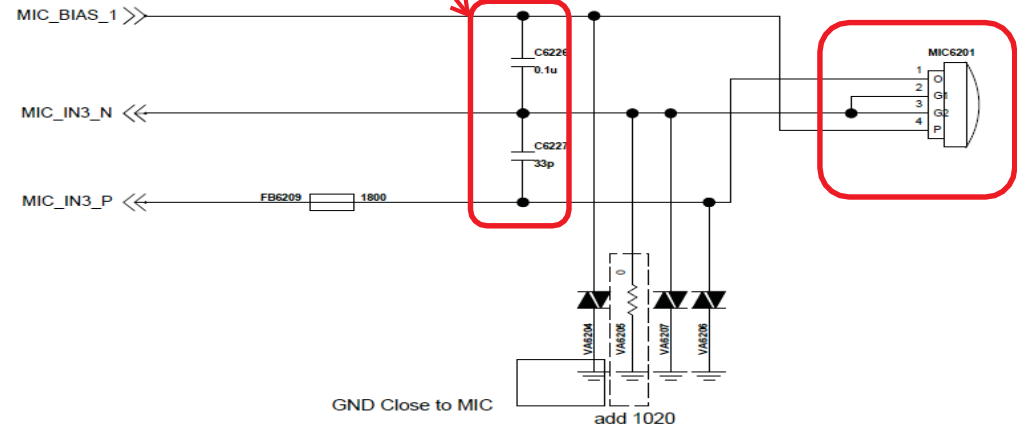 MIC_BIAS_1
C6226
0.1u
MIC6201
1
O
2
G1
MIC_IN3_N
3
G2
4
P
C6227
33p
MIC_IN3_P
FB6209
1800
0
VA6204
VA6205
VA6207
VA6206
GND Close to MIC
add 1020